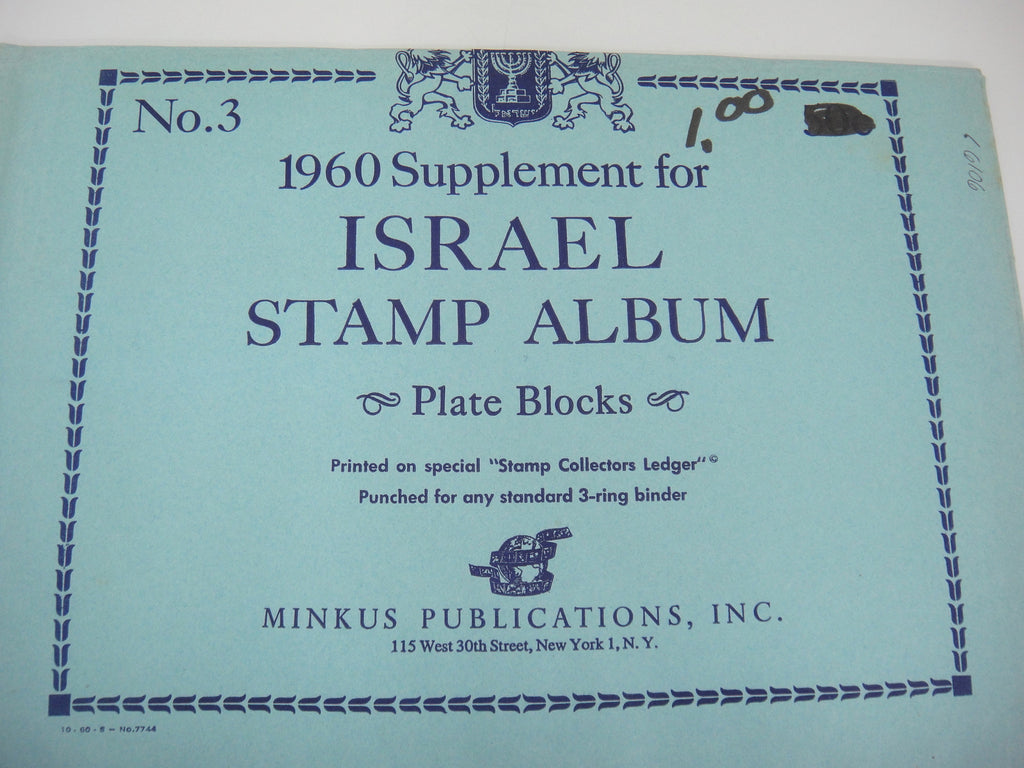 ישראל
No.3
1.00
1960 Supplement for
ISRAEL
STAMP ALBUM
Plate Blocks
Printed on special "Stamp Collectors Ledger"©
Punched for any standard 3-ring binder
MINKUS PUBLICATIONS, INC.
115 West 30th Street, New York 1, N. Y.
10 - 60 - 5 — No.7744